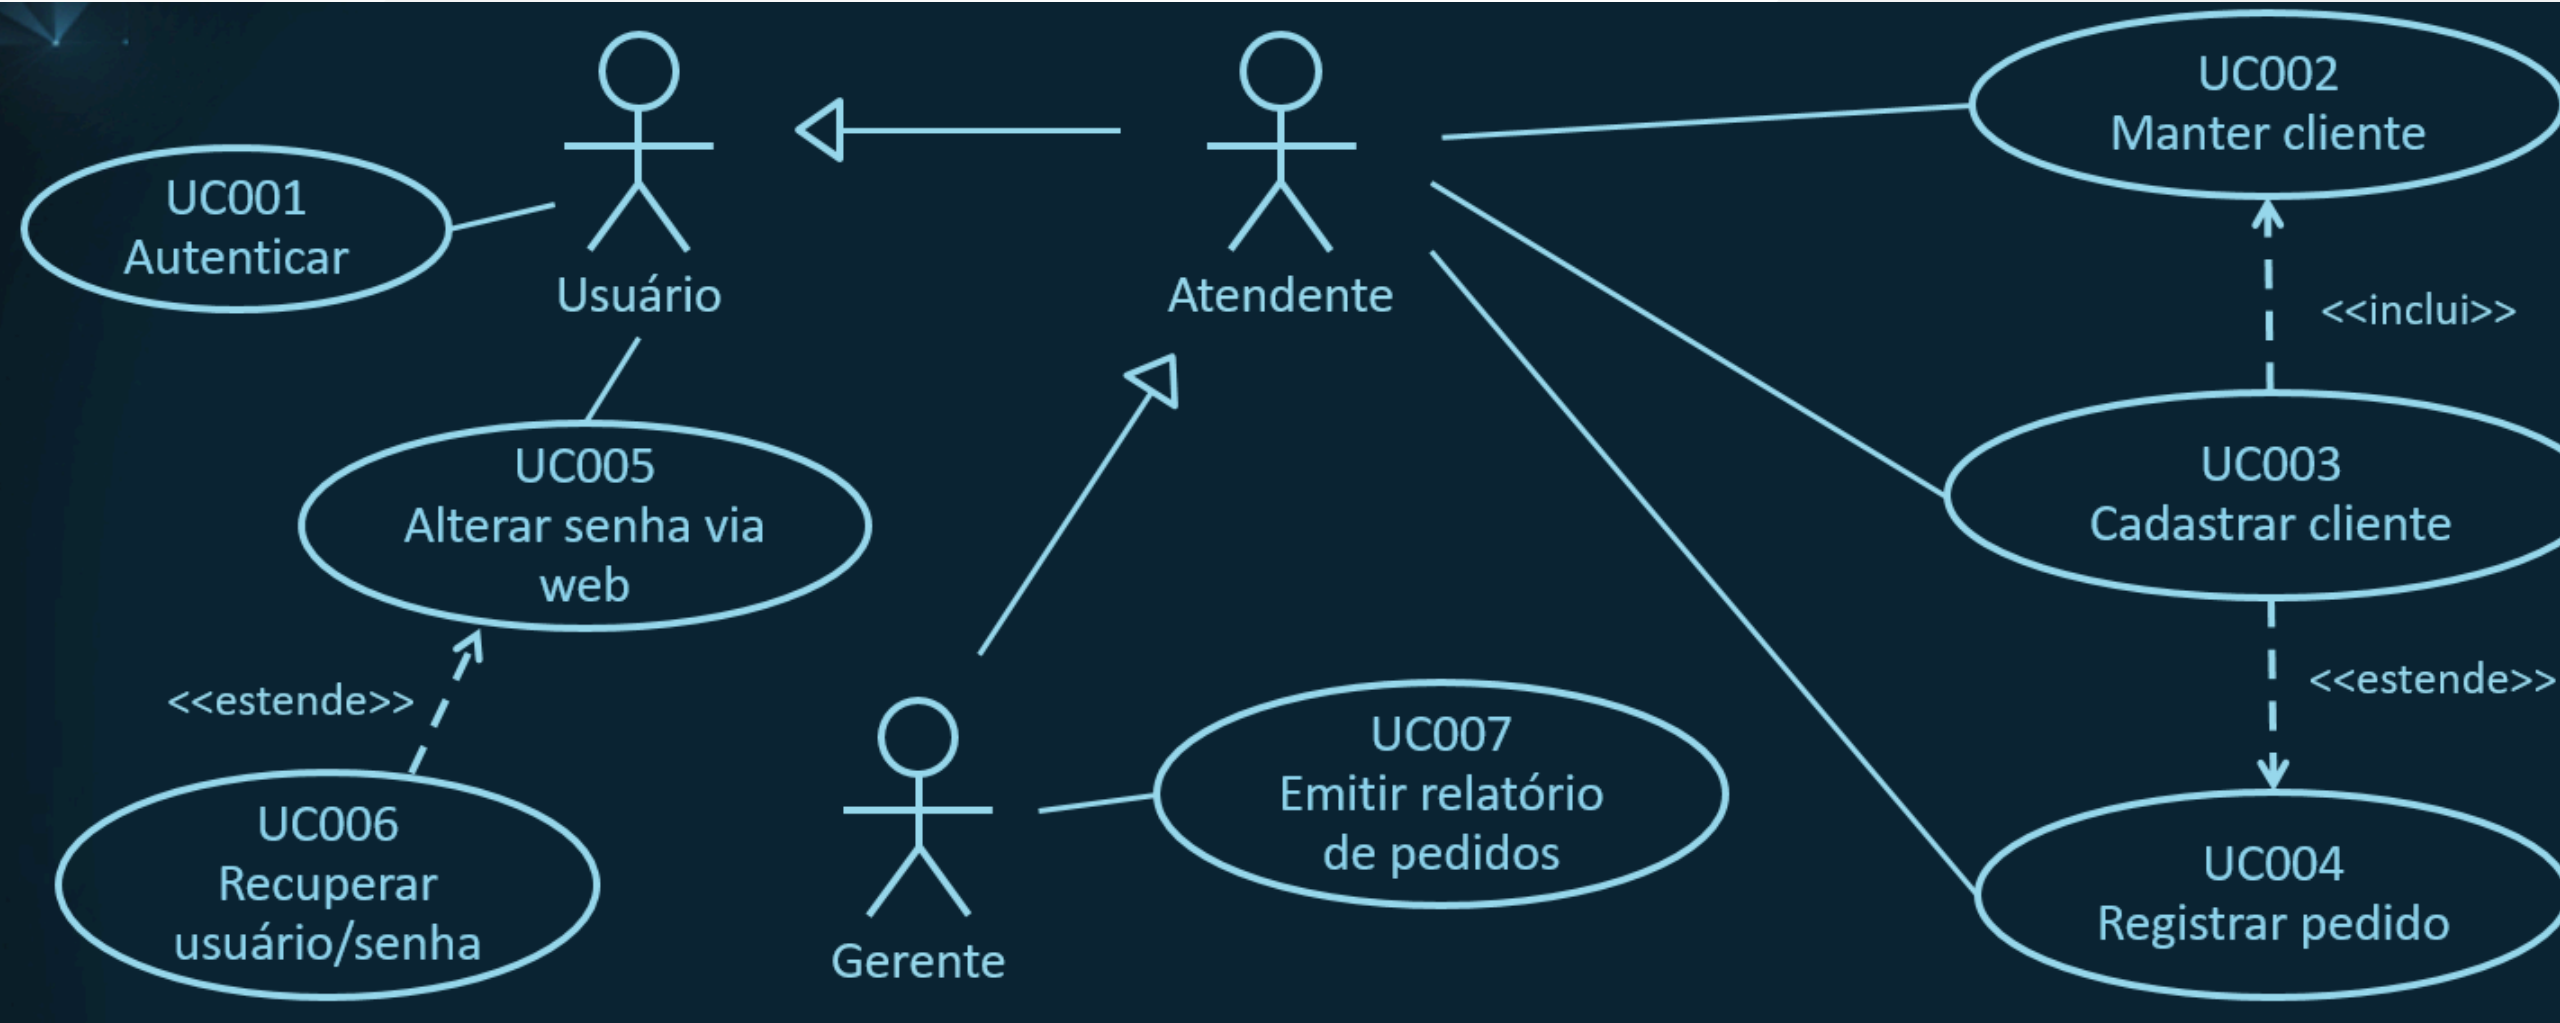 UC001
Autenticar
Usuário
Atendente
UC002
Manter cliente
<<inclui>>
UC005
Alterar senha via
web
UC003
Cadastrar cliente
<<estende>>
<<estende>>
UC006
Recuperar
usuário/senha
Gerente
UC007
Emitir relatório
de pedidos
UC004
Registrar pedido